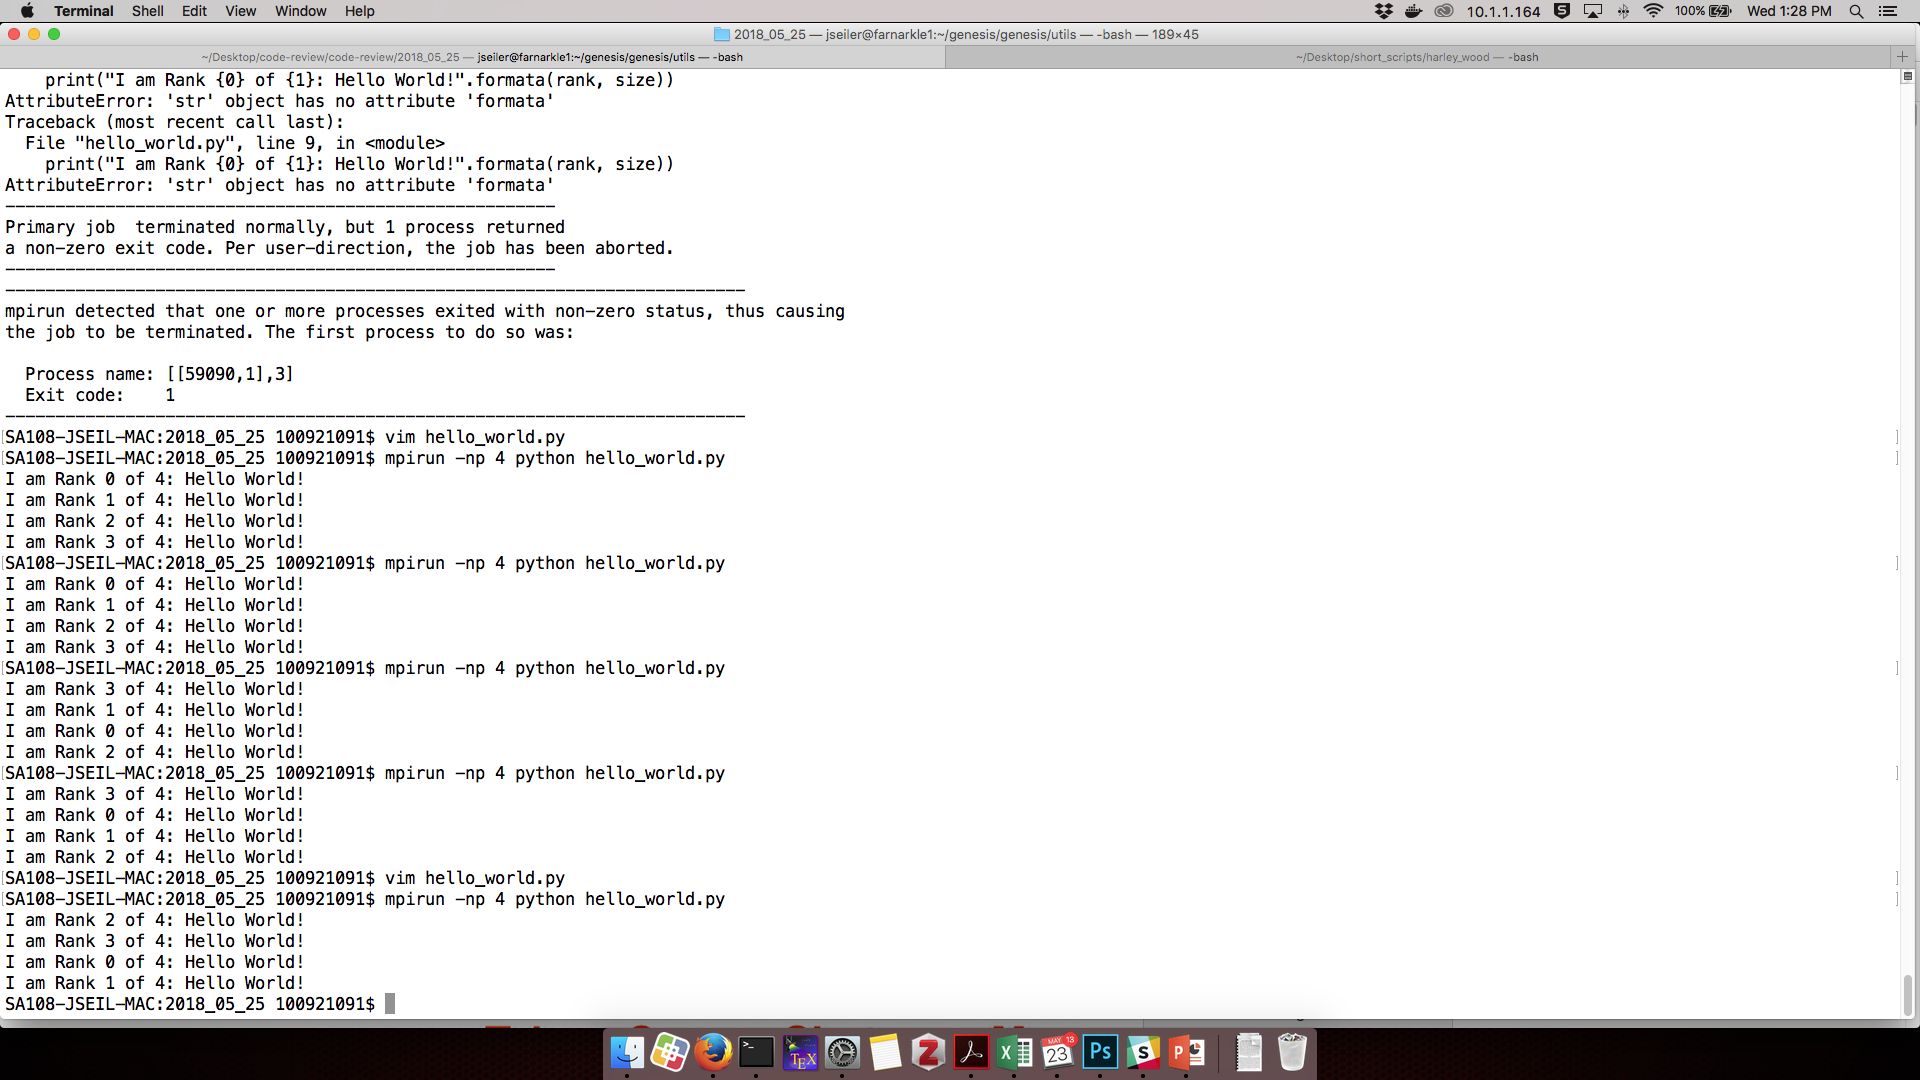 Terminal Shell Edit View Window Help 10.1.1.164 100% Wed 1:28 PM
2018_05_25 — jseiler@farnarkle1:~/genesis/genesis/utils — -bash — 189×45
~/Desktop/code-review/code-review/2018_05_25 — jseiler@farnarkle1:~/genesis/genesis/utils — -bash
~/Desktop/short_scripts/harley_wood — -bash
    print("I am Rank {0} of {1}: Hello World!".formata(rank, size))
AttributeError: 'str' object has no attribute 'formata'
Traceback (most recent call last):
  File "hello_world.py", line 9, in <module>
    print("I am Rank {0} of {1}: Hello World!".formata(rank, size))
AttributeError: 'str' object has no attribute 'formata'
-------------------------------------------------------
Primary job  terminated normally, but 1 process returned
a non-zero exit code. Per user-direction, the job has been aborted.
-------------------------------------------------------
--------------------------------------------------------------------------
mpirun detected that one or more processes exited with non-zero status, thus causing
the job to be terminated. The first process to do so was:
  Process name: [[59090,1],3]
  Exit code:    1
--------------------------------------------------------------------------
SA108-JSEIL-MAC:2018_05_25 100921091$ vim hello_world.py
SA108-JSEIL-MAC:2018_05_25 100921091$ mpirun -np 4 python hello_world.py
I am Rank 0 of 4: Hello World!
I am Rank 1 of 4: Hello World!
I am Rank 2 of 4: Hello World!
I am Rank 3 of 4: Hello World!
SA108-JSEIL-MAC:2018_05_25 100921091$ mpirun -np 4 python hello_world.py
I am Rank 0 of 4: Hello World!
I am Rank 1 of 4: Hello World!
I am Rank 2 of 4: Hello World!
I am Rank 3 of 4: Hello World!
SA108-JSEIL-MAC:2018_05_25 100921091$ mpirun -np 4 python hello_world.py
I am Rank 3 of 4: Hello World!
I am Rank 1 of 4: Hello World!
I am Rank 0 of 4: Hello World!
I am Rank 2 of 4: Hello World!
SA108-JSEIL-MAC:2018_05_25 100921091$ mpirun -np 4 python hello_world.py
I am Rank 3 of 4: Hello World!
I am Rank 0 of 4: Hello World!
I am Rank 1 of 4: Hello World!
I am Rank 2 of 4: Hello World!
SA108-JSEIL-MAC:2018_05_25 100921091$ vim hello_world.py
SA108-JSEIL-MAC:2018_05_25 100921091$ mpirun -np 4 python hello_world.py
I am Rank 2 of 4: Hello World!
I am Rank 3 of 4: Hello World!
I am Rank 0 of 4: Hello World!
I am Rank 1 of 4: Hello World!
SA108-JSEIL-MAC:2018_05_25 100921091$
>_ TEX Z X MAY 23 13 Ps S P